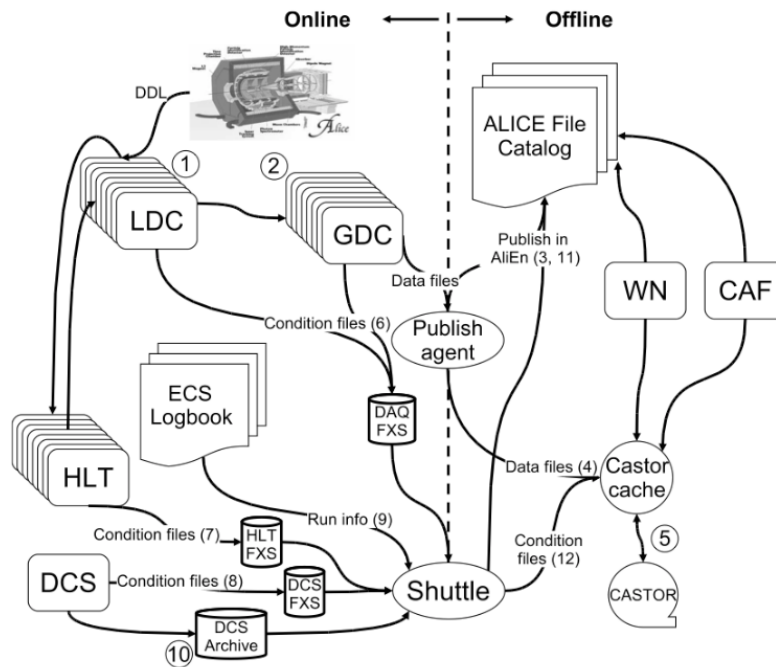 Online
Offline
DDL
Alice
ALICE File
Catalog
1
2
LDC
GDC
Publish in
AliEn (3, 11)
Data files
WN
CAF
Condition files (6)
Publish
agent
ECS
Logbook
DAQ
FXS
HLT
Data files (4)
Castor
cache
Run info (9)
Condition files (7)
HLT
FXS
Condition
files (12)
5
DCS
Condition files (8)
DCS
FXS
Shuttle
CASTOR
10
DCS
Archive